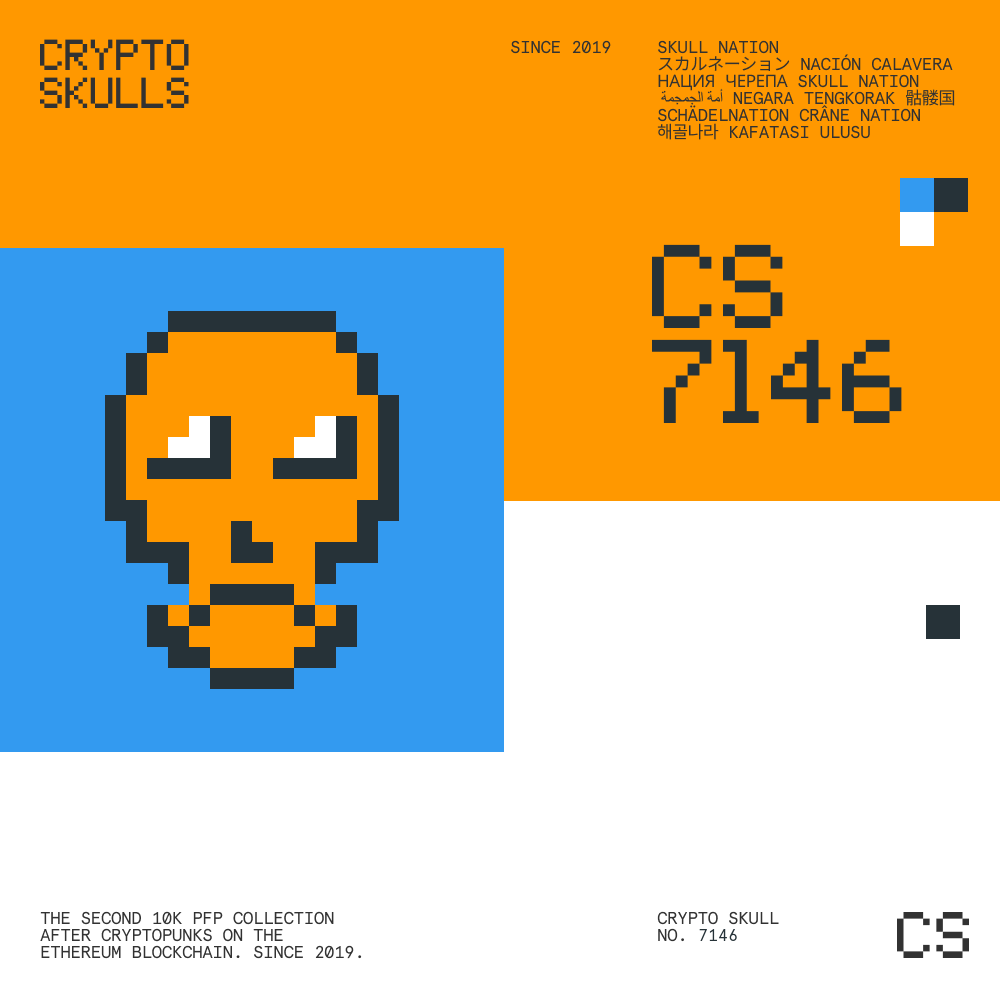 CRYPTO
SKULLS
SINCE 2019
SKULL NATION
スカルネーション NACIÓN CALAVERA
НАЦИЯ ЧЕРЕПА SKULL NATION
أمة الجمجمة NEGARA TENGKORAK 骷髅国
SCHÄDELNATION CRÂNE NATION
해골나라 KAFATASI ULUSU
CS
7146
THE SECOND 10K PFP COLLECTION
AFTER CRYPTOPUNKS ON THE
ETHEREUM BLOCKCHAIN. SINCE 2019.
CRYPTO SKULL
NO. 7146
CS